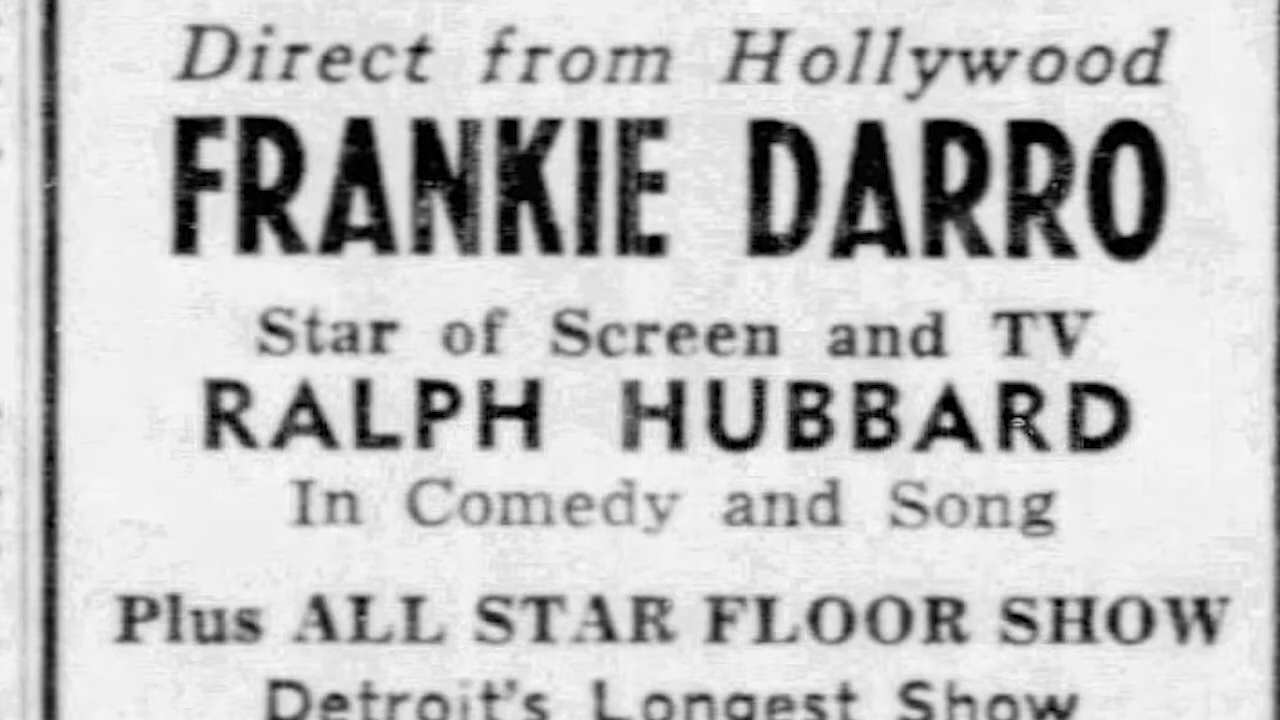 Direct from Hollywood
FRANKIE DARRO
Star of Screen and TV
RALPH HUBBARD
In Comedy and Song
Plus ALL STAR FLOOR SHOW
Detroit's Longest Show